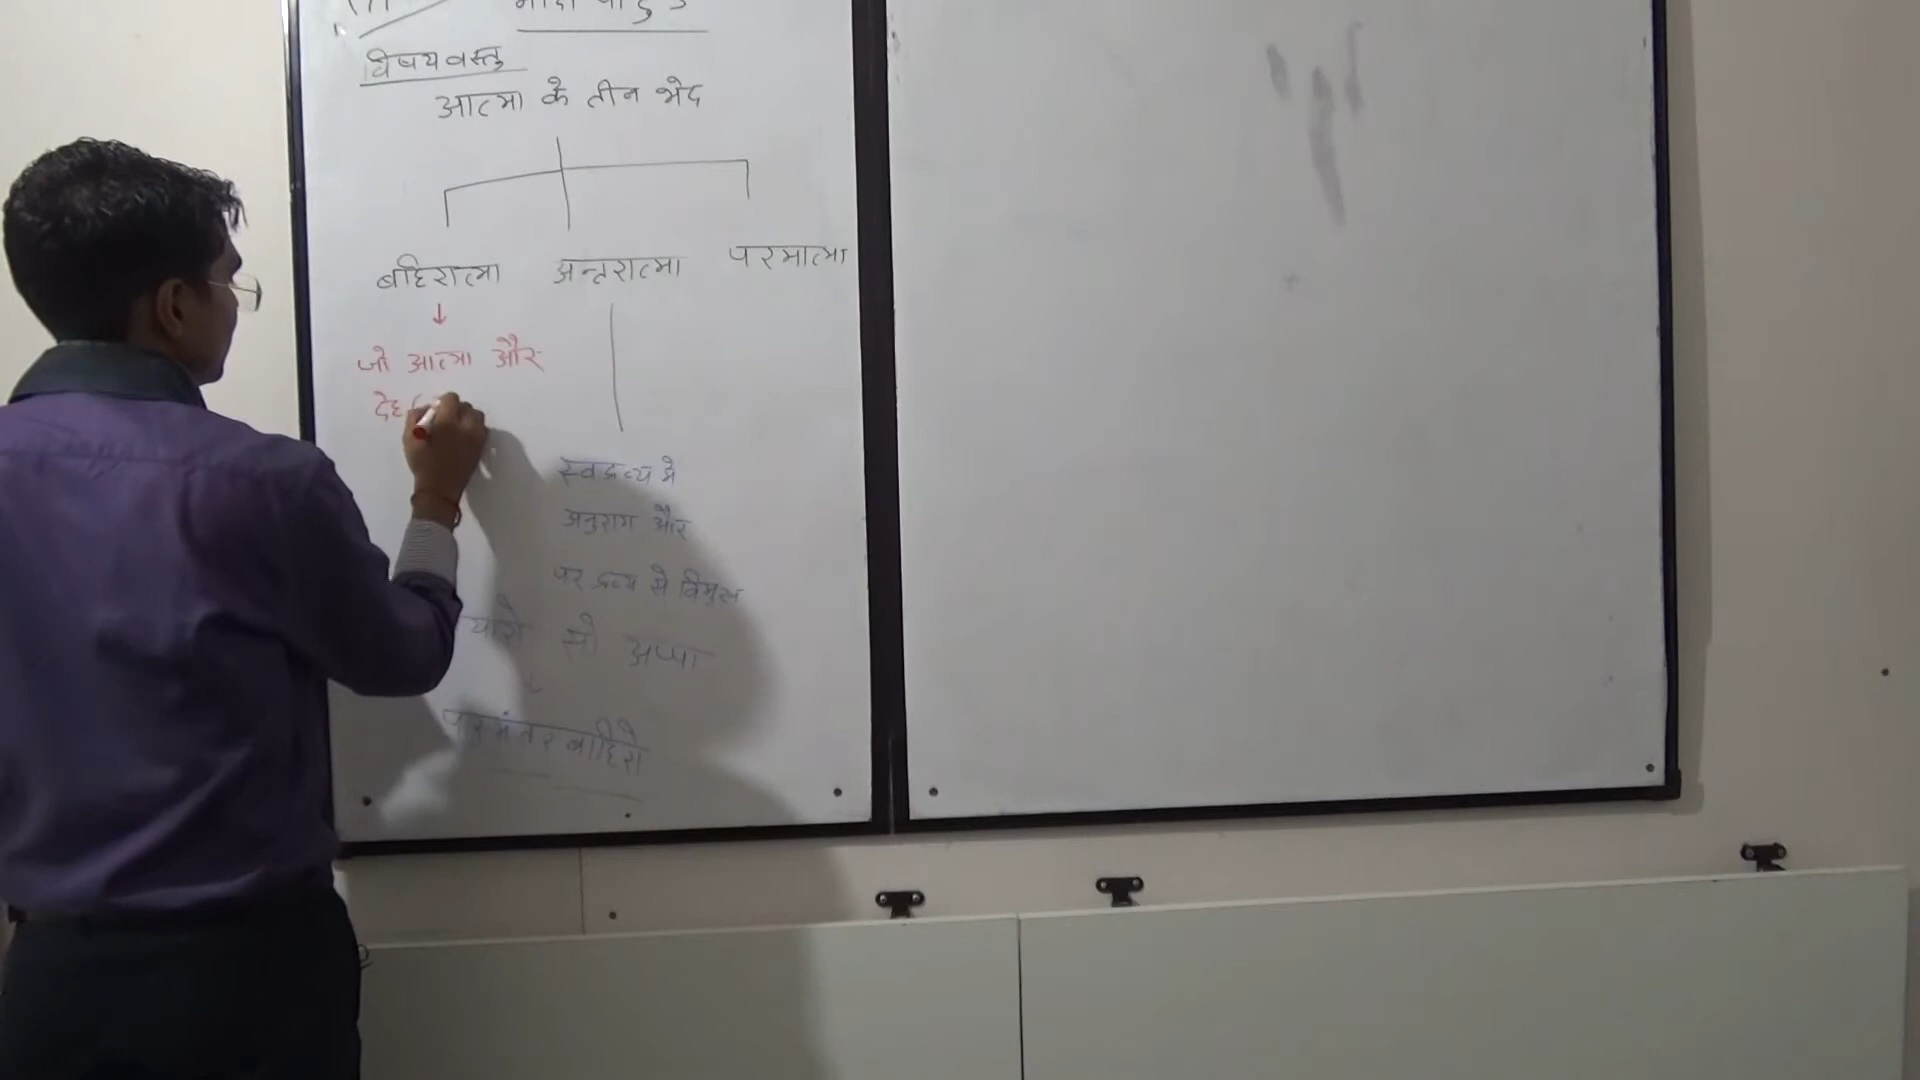 विषयवस्तु
आत्मा के तीन भेद
बहिरात्मा अन्तरात्मा परमात्मा
↓
जो आत्मा और
देह
स्वद्रव्य मे
अनुराग और
पर द्रव्य से विमुख
सो अप्पा